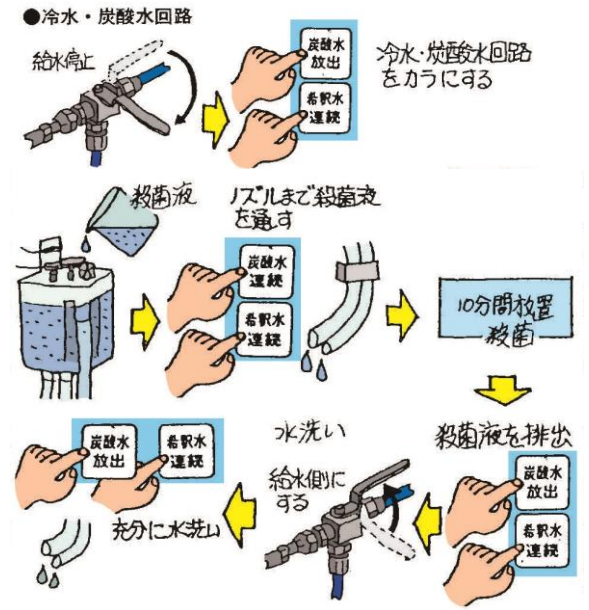 ●冷水・炭酸水回路
給水停止
炭酸水
放出
希釈水
連続
冷水・炭酸水回路
をカラにする
殺菌液
ノズルまで殺菌液
を通す
炭酸水
連続
希釈水
連続
10分間放置
殺菌
殺菌液を排出
炭酸水
放出
希釈水
連続
水洗い
給水側に
する
炭酸水
放出
希釈水
連続
充分に水洗い